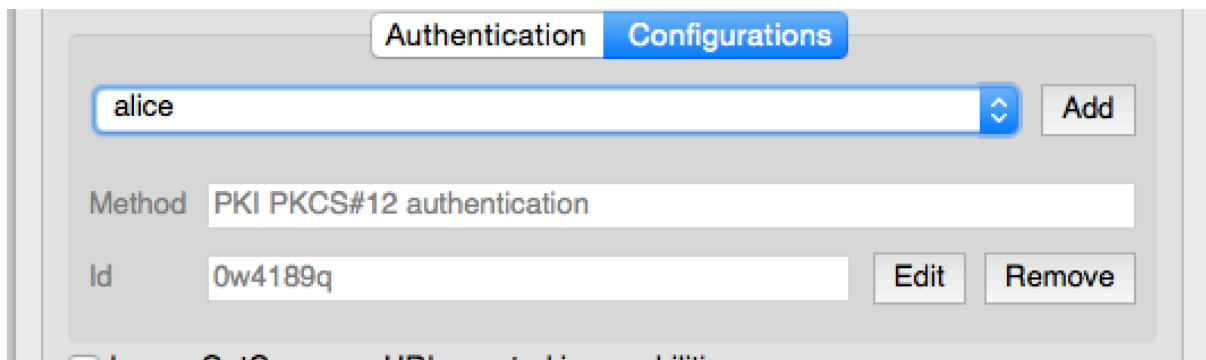 Authentication Configurations
alice Add
Method PKI PKCS#12 authentication
Id 0w4189q Edit Remove